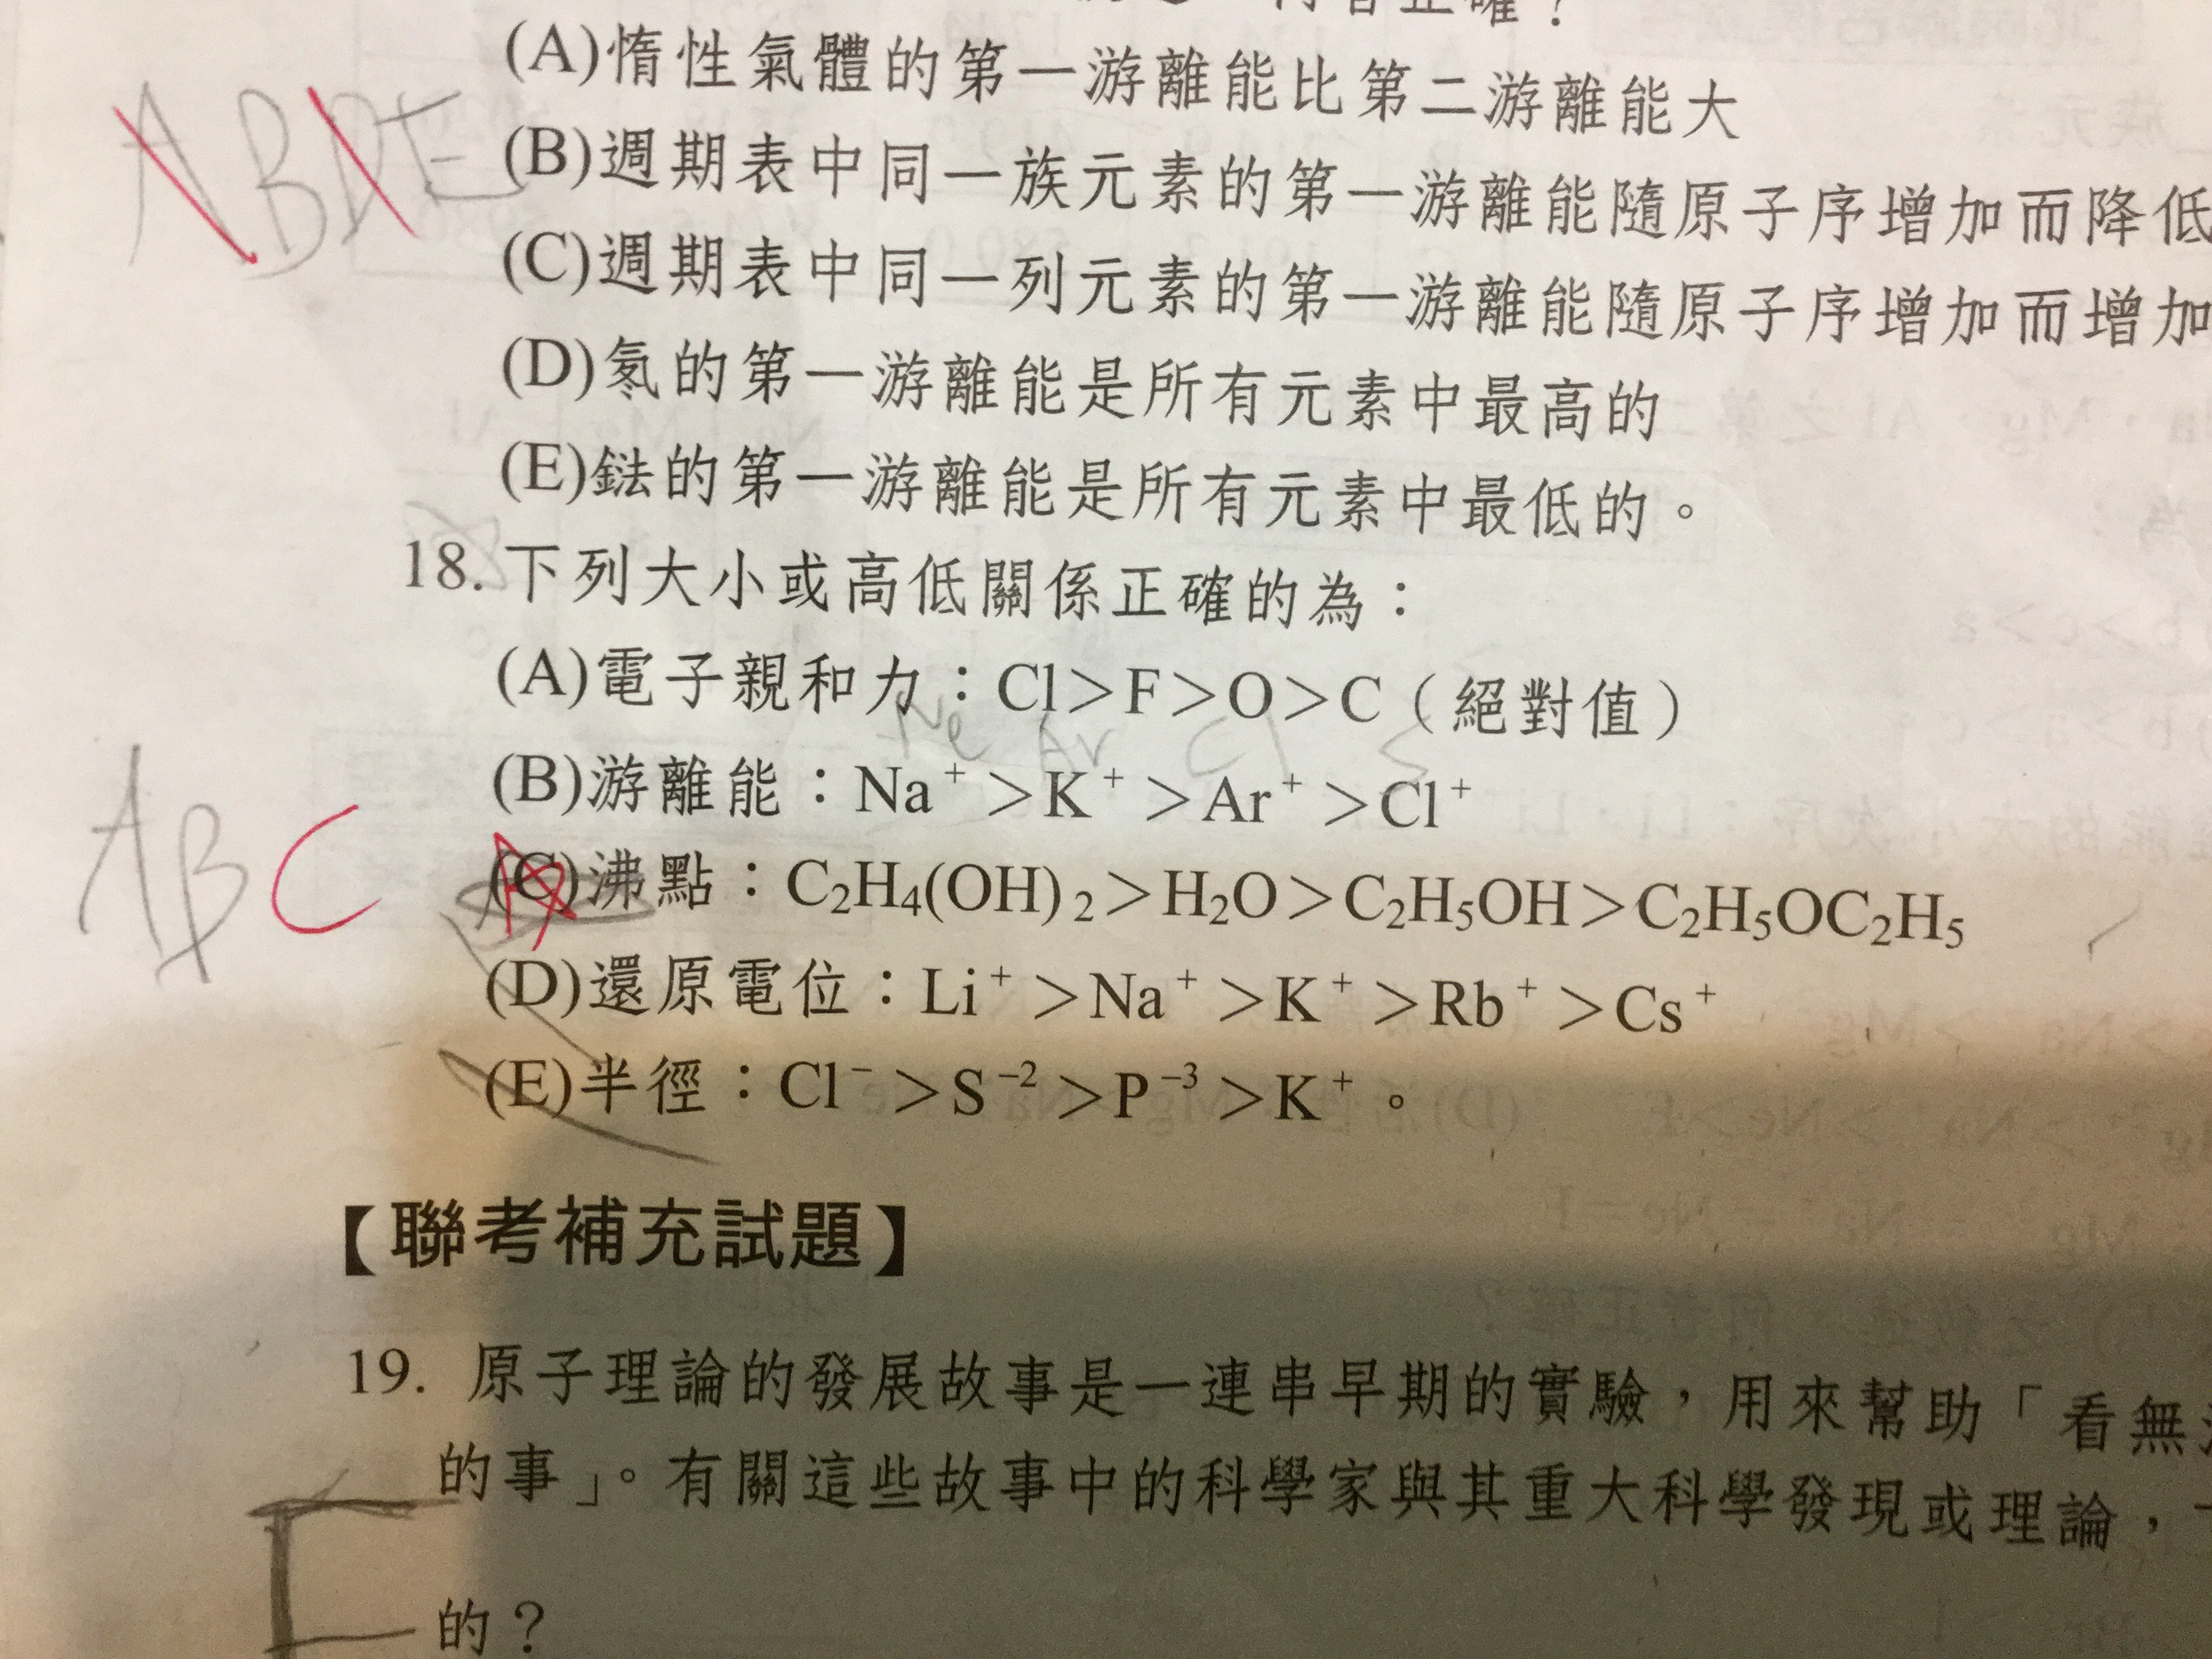 正確？
(A)惰性氣體的第一游離能比第二游離能大
ABDE
(B)週期表中同一族元素的第一游離能隨原子序增加而降低
(C)週期表中同一列元素的第一游離能隨原子序增加而增加
(D)氡的第一游離能是所有元素中最高的
(E)鍅的第一游離能是所有元素中最低的。
18. 下列大小或高低關係正確的為：
(A)電子親和力：Cl＞F＞O＞C（絕對值）
Ne Ar Cl S
(B)游離能：Na⁺＞K⁺＞Ar⁺＞Cl⁺
ABC
(C)沸點：C₂H₄(OH)₂＞H₂O＞C₂H₅OH＞C₂H₅OC₂H₅
(D)還原電位：Li⁺＞Na⁺＞K⁺＞Rb⁺＞Cs⁺
(E)半徑：Cl⁻＞S⁻²＞P⁻³＞K⁺。
【聯考補充試題】
19. 原子理論的發展故事是一連串早期的實驗，用來幫助「看無
的事」。有關這些故事中的科學家與其重大科學發現或理論，
E
的？